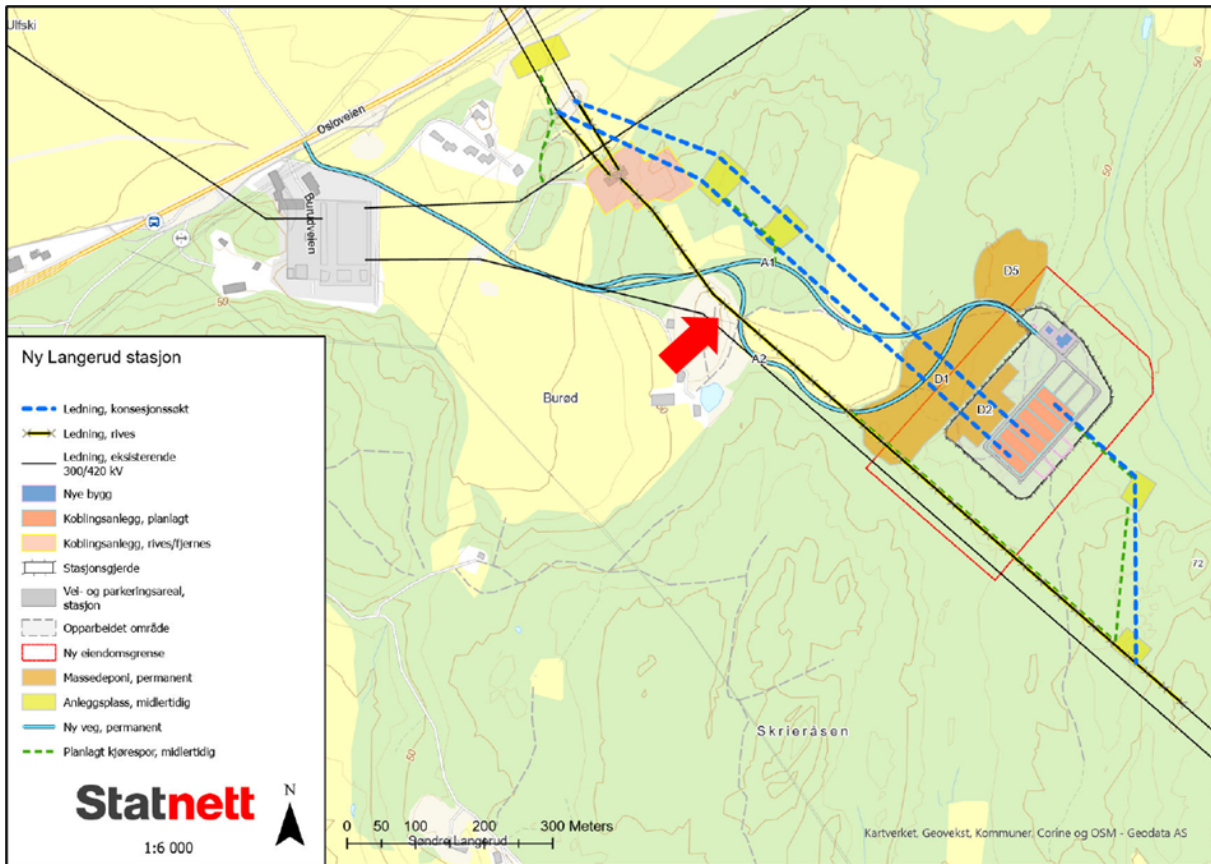 Ulfski
Osloveien
Burudveien
50
50
50
50
50
A1
A2
D5
D1
D2
Burød
72
Skrieråsen
Søndre Langerud
Ny Langerud stasjon
Ledning, konsesjonssøkt
Ledning, rives
Ledning, eksisterende
300/420 kV
Nye bygg
Koblingsanlegg, planlagt
Koblingsanlegg, rives/fjernes
Stasjonsgjerde
Vei- og parkeringsareal,
stasjon
Opparbeidet område
Ny eiendomsgrense
Massedeponi, permanent
Anleggsplass, midlertidig
Ny veg, permanent
Planlagt kjørespor, midlertidig
Statnett
1:6 000
N
0 50 100 200 300 Meters
Kartverket, Geovekst, Kommuner, Corine og OSM - Geodata AS